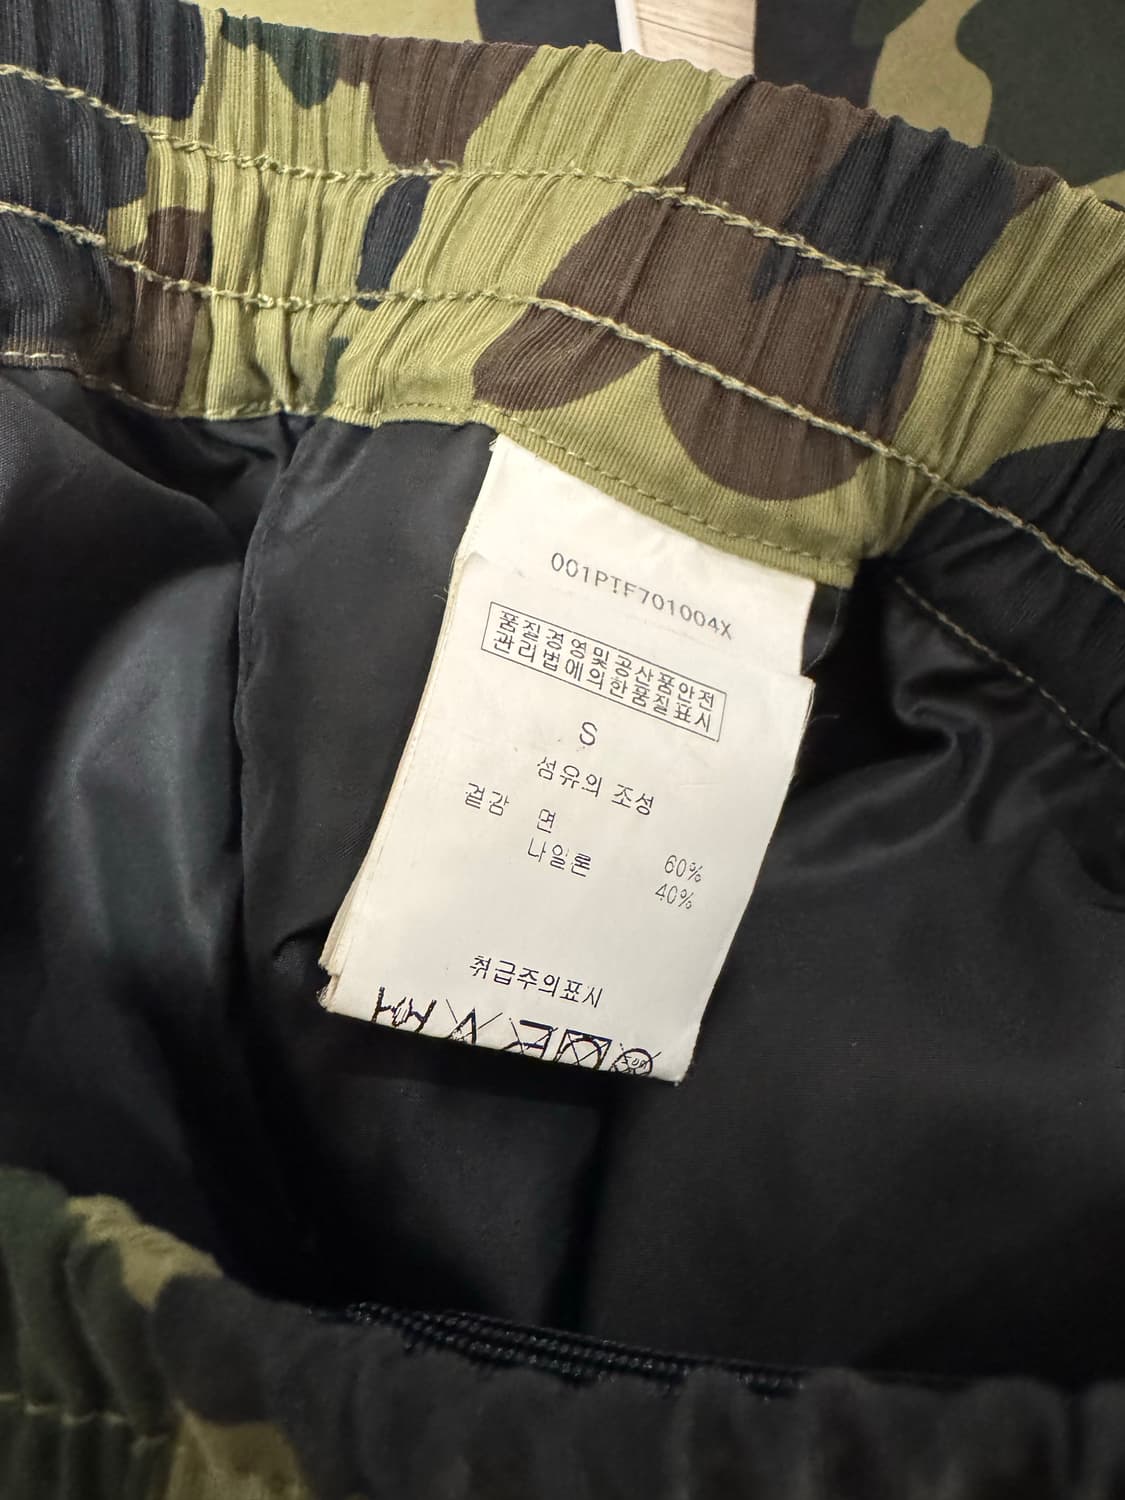 001PTF701004X
품질경영및공산품안전
관리법에의한품질표시
S
섬유의 조성
겉감 면 60%
나일론 40%
취급주의표시